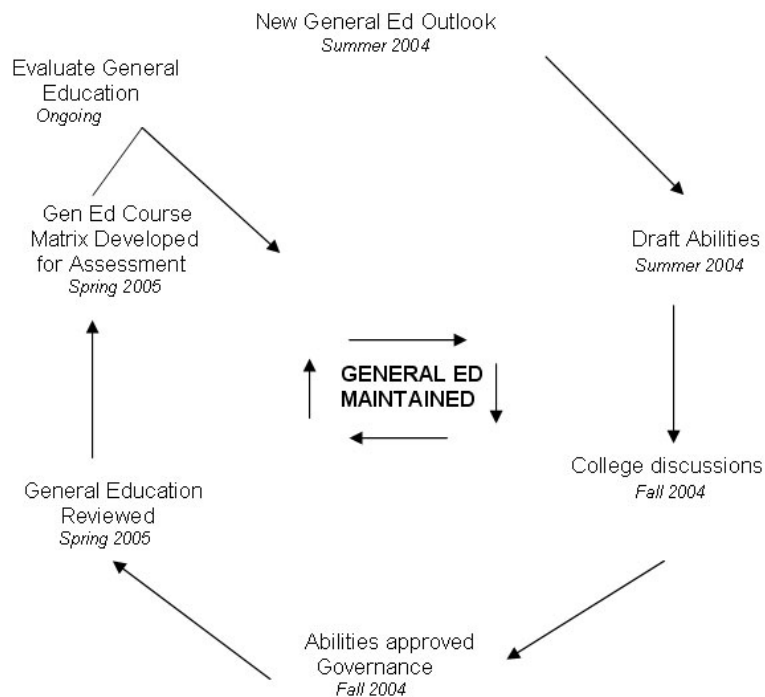 New General Ed Outlook
Summer 2004
Evaluate General
Education
Ongoing
Gen Ed Course
Matrix Developed
for Assessment
Spring 2005
Draft Abilities
Summer 2004
GENERAL ED
MAINTAINED
College discussions
Fall 2004
General Education
Reviewed
Spring 2005
Abilities approved
Governance
Fall 2004